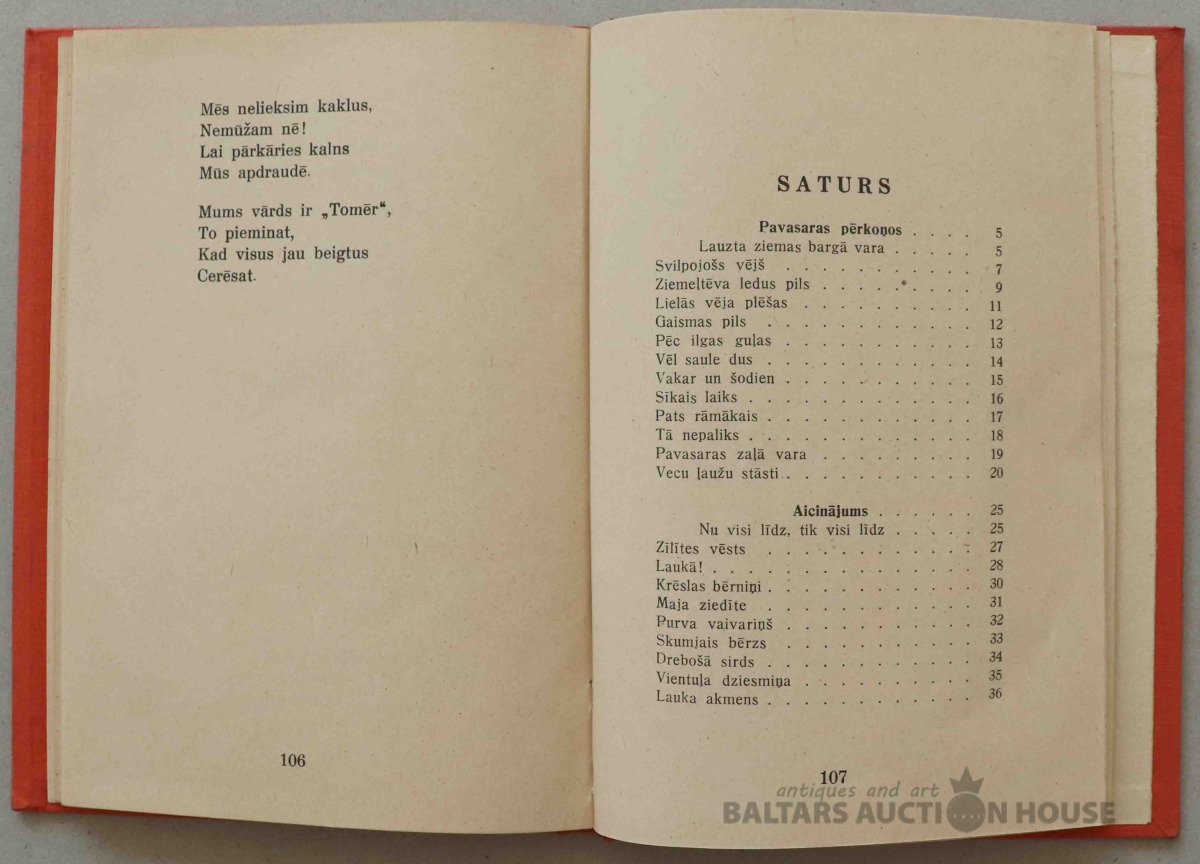 Mēs nelieksim kaklus,
Nemūžam nē!
Lai pārkāries kalns
Mūs apdraudē.
Mums vārds ir „Tomēr“,
To pieminat,
Kad visus jau beigtus
Cerēsat.
106
SATURS
Pavasaras pērkoņos . . . . 5
Lauzta ziemas bargā vara . . . . . 5
Svilpojošs vējš . . . . . . . . . . . 7
Ziemeļtēva ledus pils . . . . . . . . . 9
Lielās vēja plēšas . . . . . . . . . . 11
Gaismas pils . . . . . . . . . . . . 12
Pēc ilgas guļas . . . . . . . . . . . 13
Vēl saule dus . . . . . . . . . . . . 14
Vakar un šodien . . . . . . . . . . . 15
Sīkais laiks . . . . . . . . . . . . . 16
Pats rāmākais . . . . . . . . . . . . 17
Tā nepaliks . . . . . . . . . . . . . 18
Pavasaras zaļā vara . . . . . . . . . 19
Vecu ļaužu stāsti . . . . . . . . . . . 20
Aicinājums . . . . . . 25
Nu visi līdz, tik visi līdz . . . . . 25
Zīlītes vēsts . . . . . . . . . . . . 27
Laukā! . . . . . . . . . . . . . . . 28
Krēslas bērniņi . . . . . . . . . . . . 30
Maja ziedīte . . . . . . . . . . . . 31
Purva vaivariņš . . . . . . . . . . . 32
Skumjais bērzs . . . . . . . . . . . 33
Drebošā sirds . . . . . . . . . . . . 34
Vientuļa dziesmiņa . . . . . . . . . . 35
Lauka akmens . . . . . . . . . . . . 36
107
antiques and art
BALTARS AUCTION HOUSE